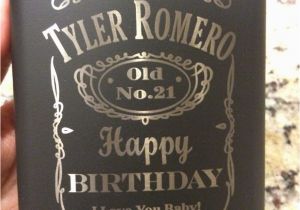 TYLER ROMERO
Old
No.21
Happy
BIRTHDAY
I Love You Baby!